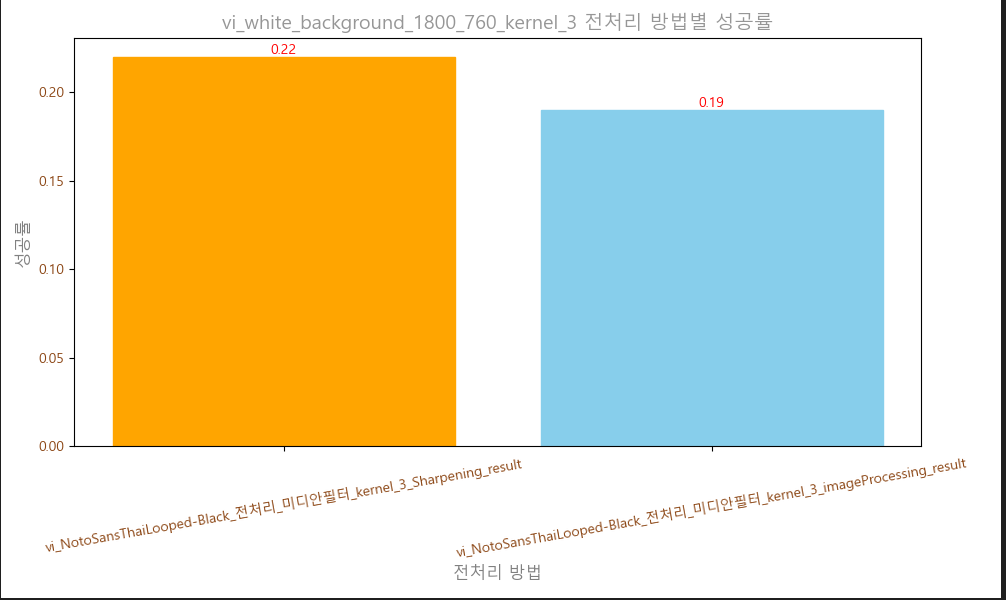 vi_white_background_1800_760_kernel_3 전처리 방법별 성공률
0.22
0.19
0.20
0.15
0.10
0.05
0.00
성공률
vi_NotoSansThaiLooped-Black_전처리_미디안필터_kernel_3_Sharpening_result
vi_NotoSansThaiLooped-Black_전처리_미디안필터_kernel_3_imageProcessing_result
전처리 방법